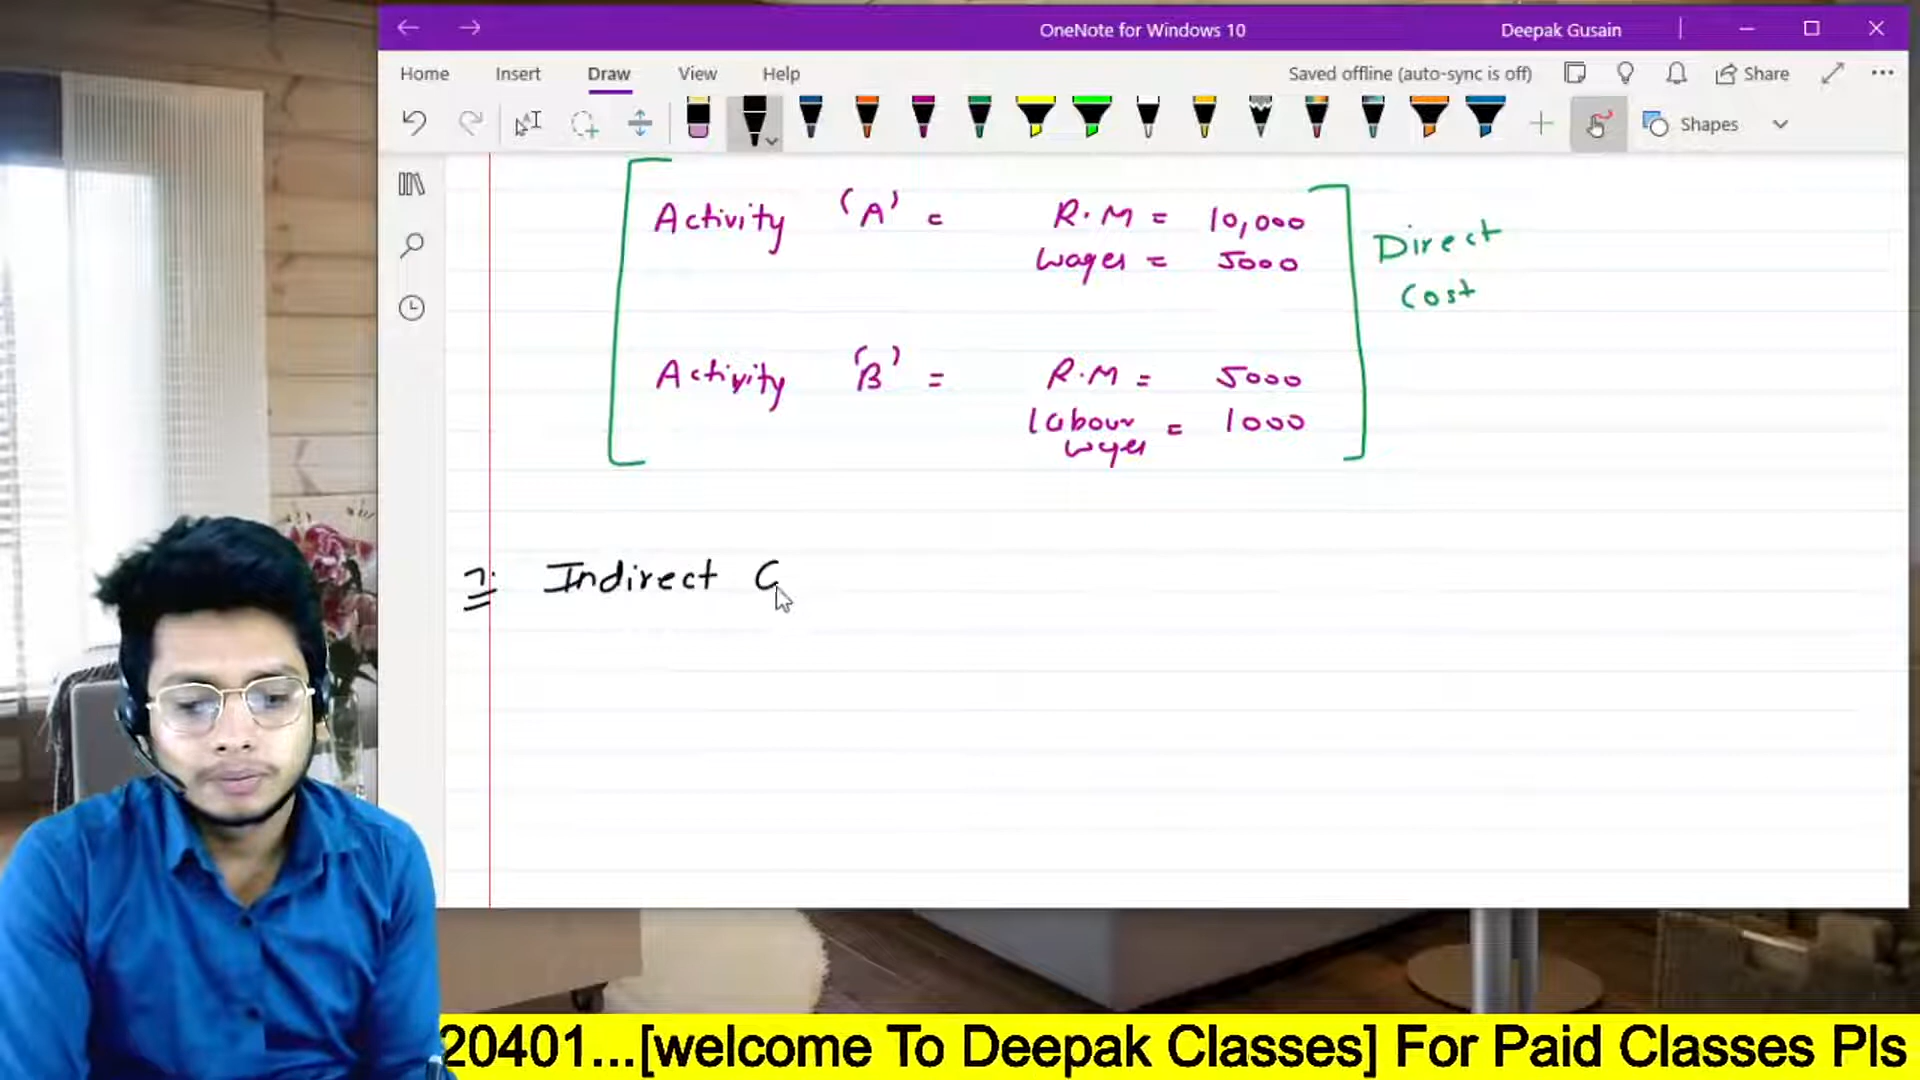 OneNote for Windows 10
Deepak Gusain
Home Insert Draw View Help
Saved offline (auto-sync is off)
Share
Shapes
Activity 'A' = R.M = 10,000
Wages = 5000
Direct
Cost
Activity 'B' = R.M = 5000
labour = 1000
wges
7. Indirect C
20401...[welcome To Deepak Classes] For Paid Classes Pls